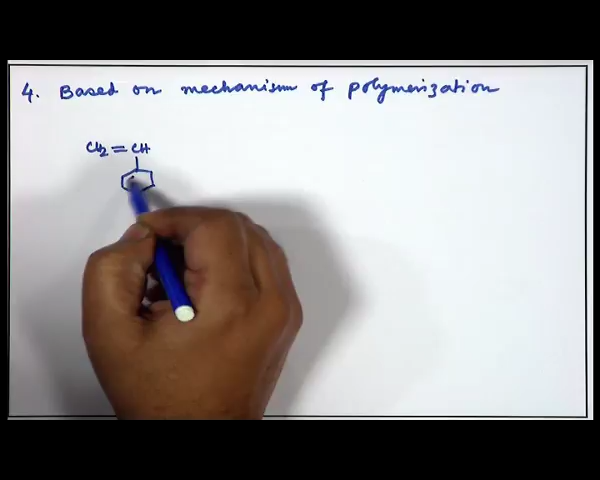 4. Based on mechanism of polymerization
CH2=CH